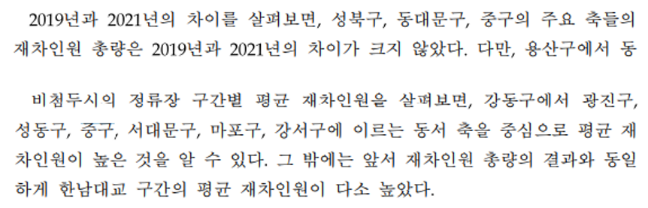 2019년과 2021년의 차이를 살펴보면, 성북구, 동대문구, 중구의 주요 축들의
재차인원 총량은 2019년과 2021년의 차이가 크지 않았다. 다만, 용산구에서 동
비첨두시의 정류장 구간별 평균 재차인원을 살펴보면, 강동구에서 광진구,
성동구, 중구, 서대문구, 마포구, 강서구에 이르는 동서 축을 중심으로 평균 재
차인원이 높은 것을 알 수 있다. 그 밖에는 앞서 재차인원 총량의 결과와 동일
하게 한남대교 구간의 평균 재차인원이 다소 높았다.